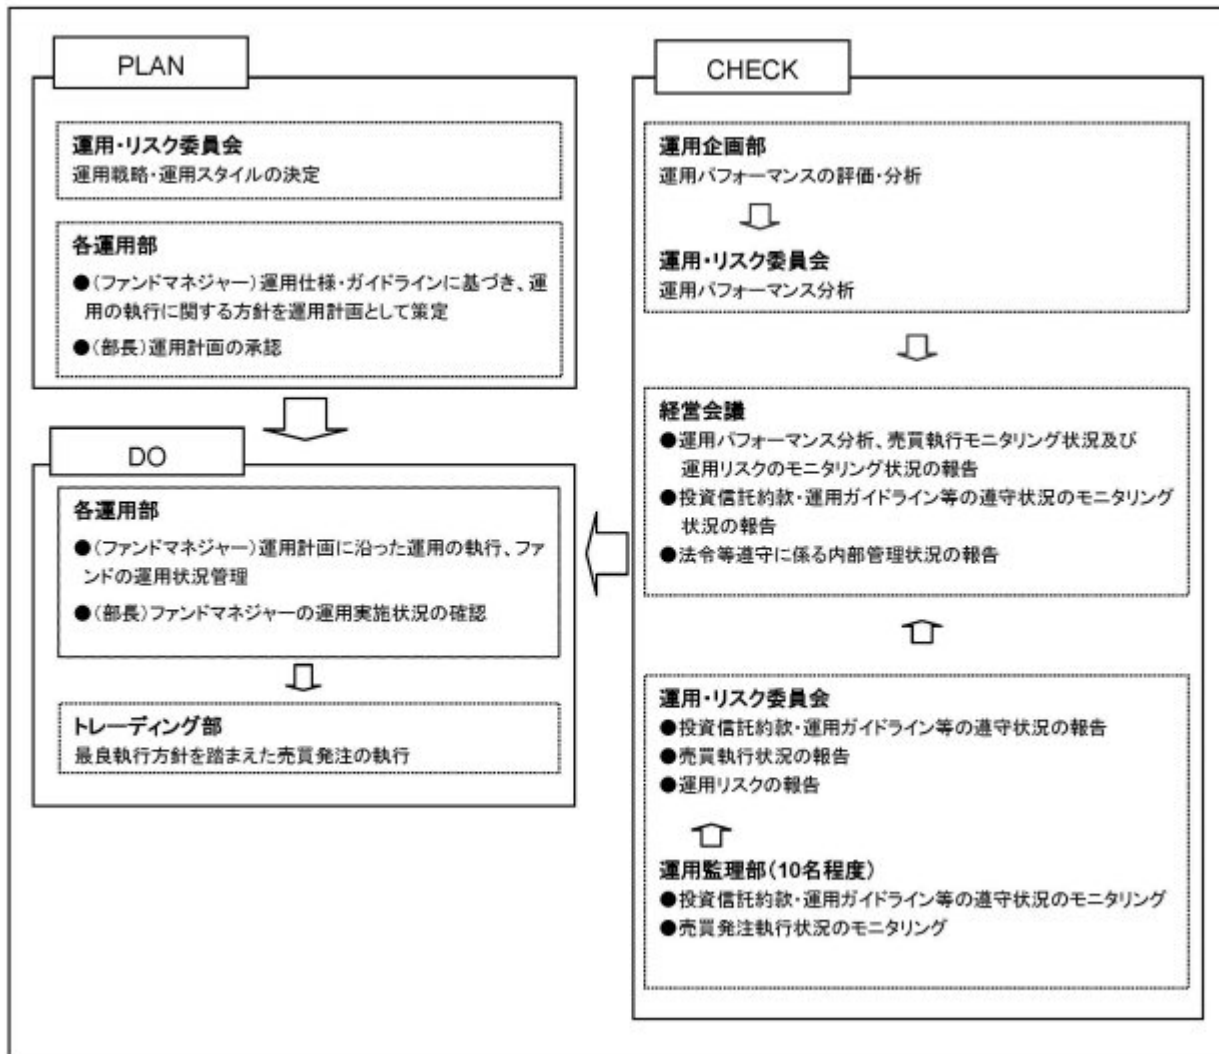 PLAN
運用・リスク委員会
運用戦略・運用スタイルの決定
各運用部
●(ファンドマネジャー)運用仕様・ガイドラインに基づき、運
用の執行に関する方針を運用計画として策定
●(部長)運用計画の承認
DO
各運用部
●(ファンドマネジャー)運用計画に沿った運用の執行、ファ
ンドの運用状況管理
●(部長)ファンドマネジャーの運用実施状況の確認
トレーディング部
最良執行方針を踏まえた売買発注の執行
CHECK
運用企画部
運用パフォーマンスの評価・分析
運用・リスク委員会
運用パフォーマンス分析
経営会議
●運用パフォーマンス分析、売買執行モニタリング状況及び
運用リスクのモニタリング状況の報告
●投資信託約款・運用ガイドライン等の遵守状況のモニタリング
状況の報告
●法令等遵守に係る内部管理状況の報告
運用・リスク委員会
●投資信託約款・運用ガイドライン等の遵守状況の報告
●売買執行状況の報告
●運用リスクの報告
運用監理部(10名程度)
●投資信託約款・運用ガイドライン等の遵守状況のモニタリング
●売買発注執行状況のモニタリング